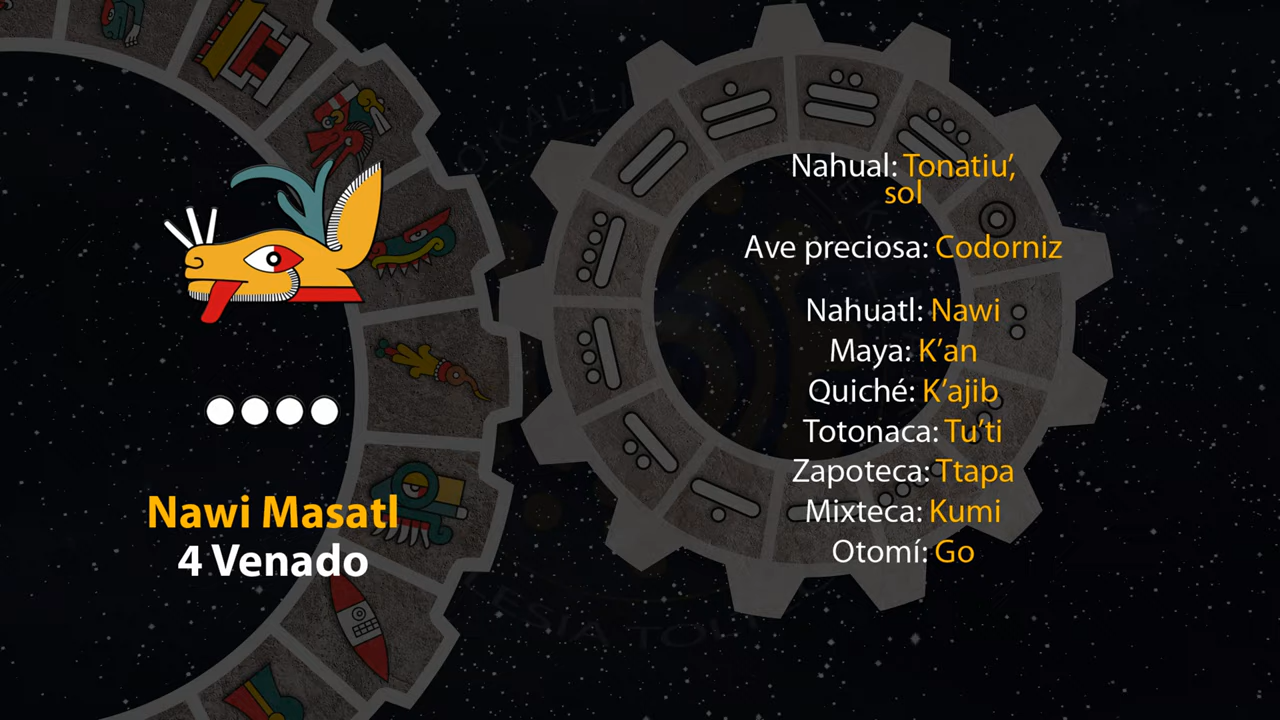 Nawi Masatl
4 Venado
Nahual: Tonatiu’,
sol
Ave preciosa: Codorniz
Nahuatl: Nawi
Maya: K’an
Quiché: K’ajib
Totonaca: Tu’ti
Zapoteca: Ttapa
Mixteca: Kumi
Otomí: Go